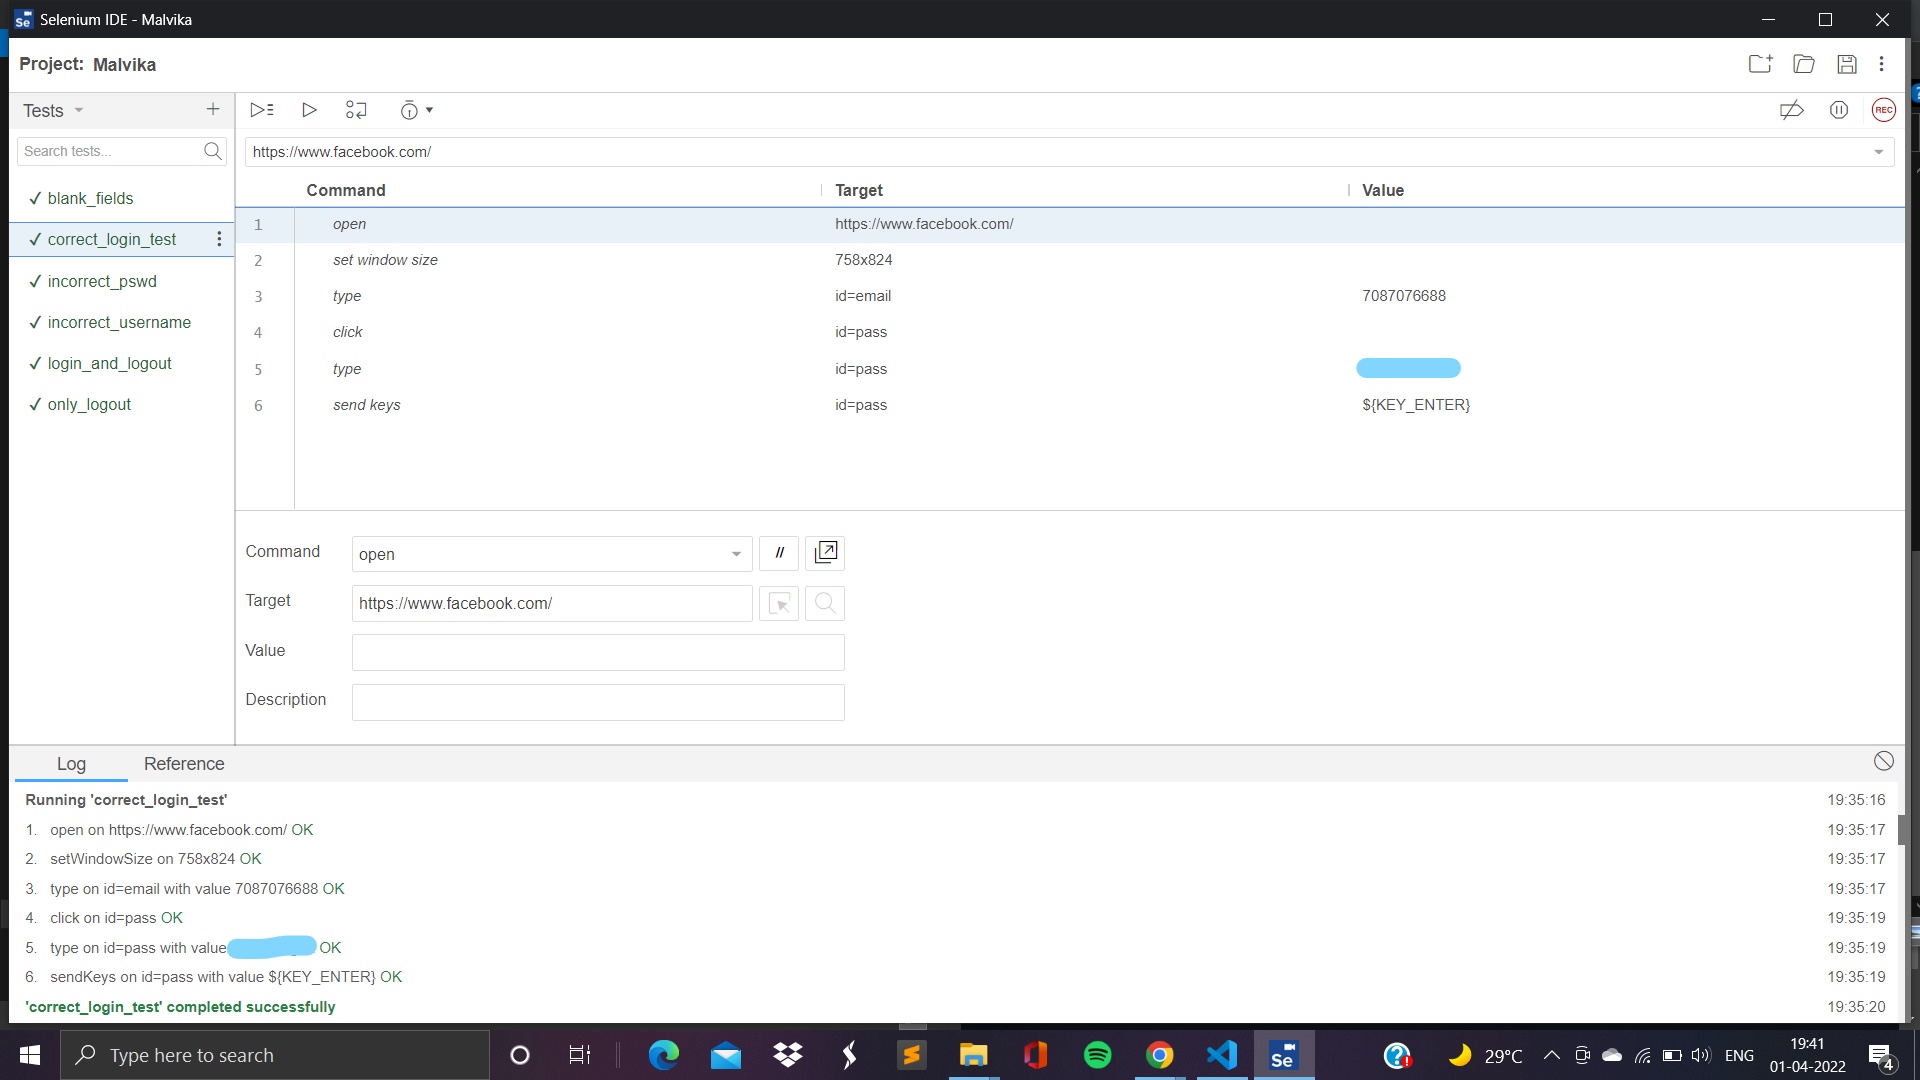 Selenium IDE - Malvika
Project: Malvika
Tests
Search tests...
✓ blank_fields
✓ correct_login_test
✓ incorrect_pswd
✓ incorrect_username
✓ login_and_logout
✓ only_logout
REC
https://www.facebook.com/
Command Target Value
1 open https://www.facebook.com/
2 set window size 758x824
3 type id=email 7087076688
4 click id=pass
5 type id=pass
6 send keys id=pass ${KEY_ENTER}
Command open //
Target https://www.facebook.com/
Value
Description
Log Reference
Running 'correct_login_test' 19:35:16
1. open on https://www.facebook.com/ OK 19:35:17
2. setWindowSize on 758x824 OK 19:35:17
3. type on id=email with value 7087076688 OK 19:35:17
4. click on id=pass OK 19:35:19
5. type on id=pass with value OK 19:35:19
6. sendKeys on id=pass with value ${KEY_ENTER} OK 19:35:19
'correct_login_test' completed successfully 19:35:20
Type here to search
Se
29°C
ENG
19:41
01-04-2022
4